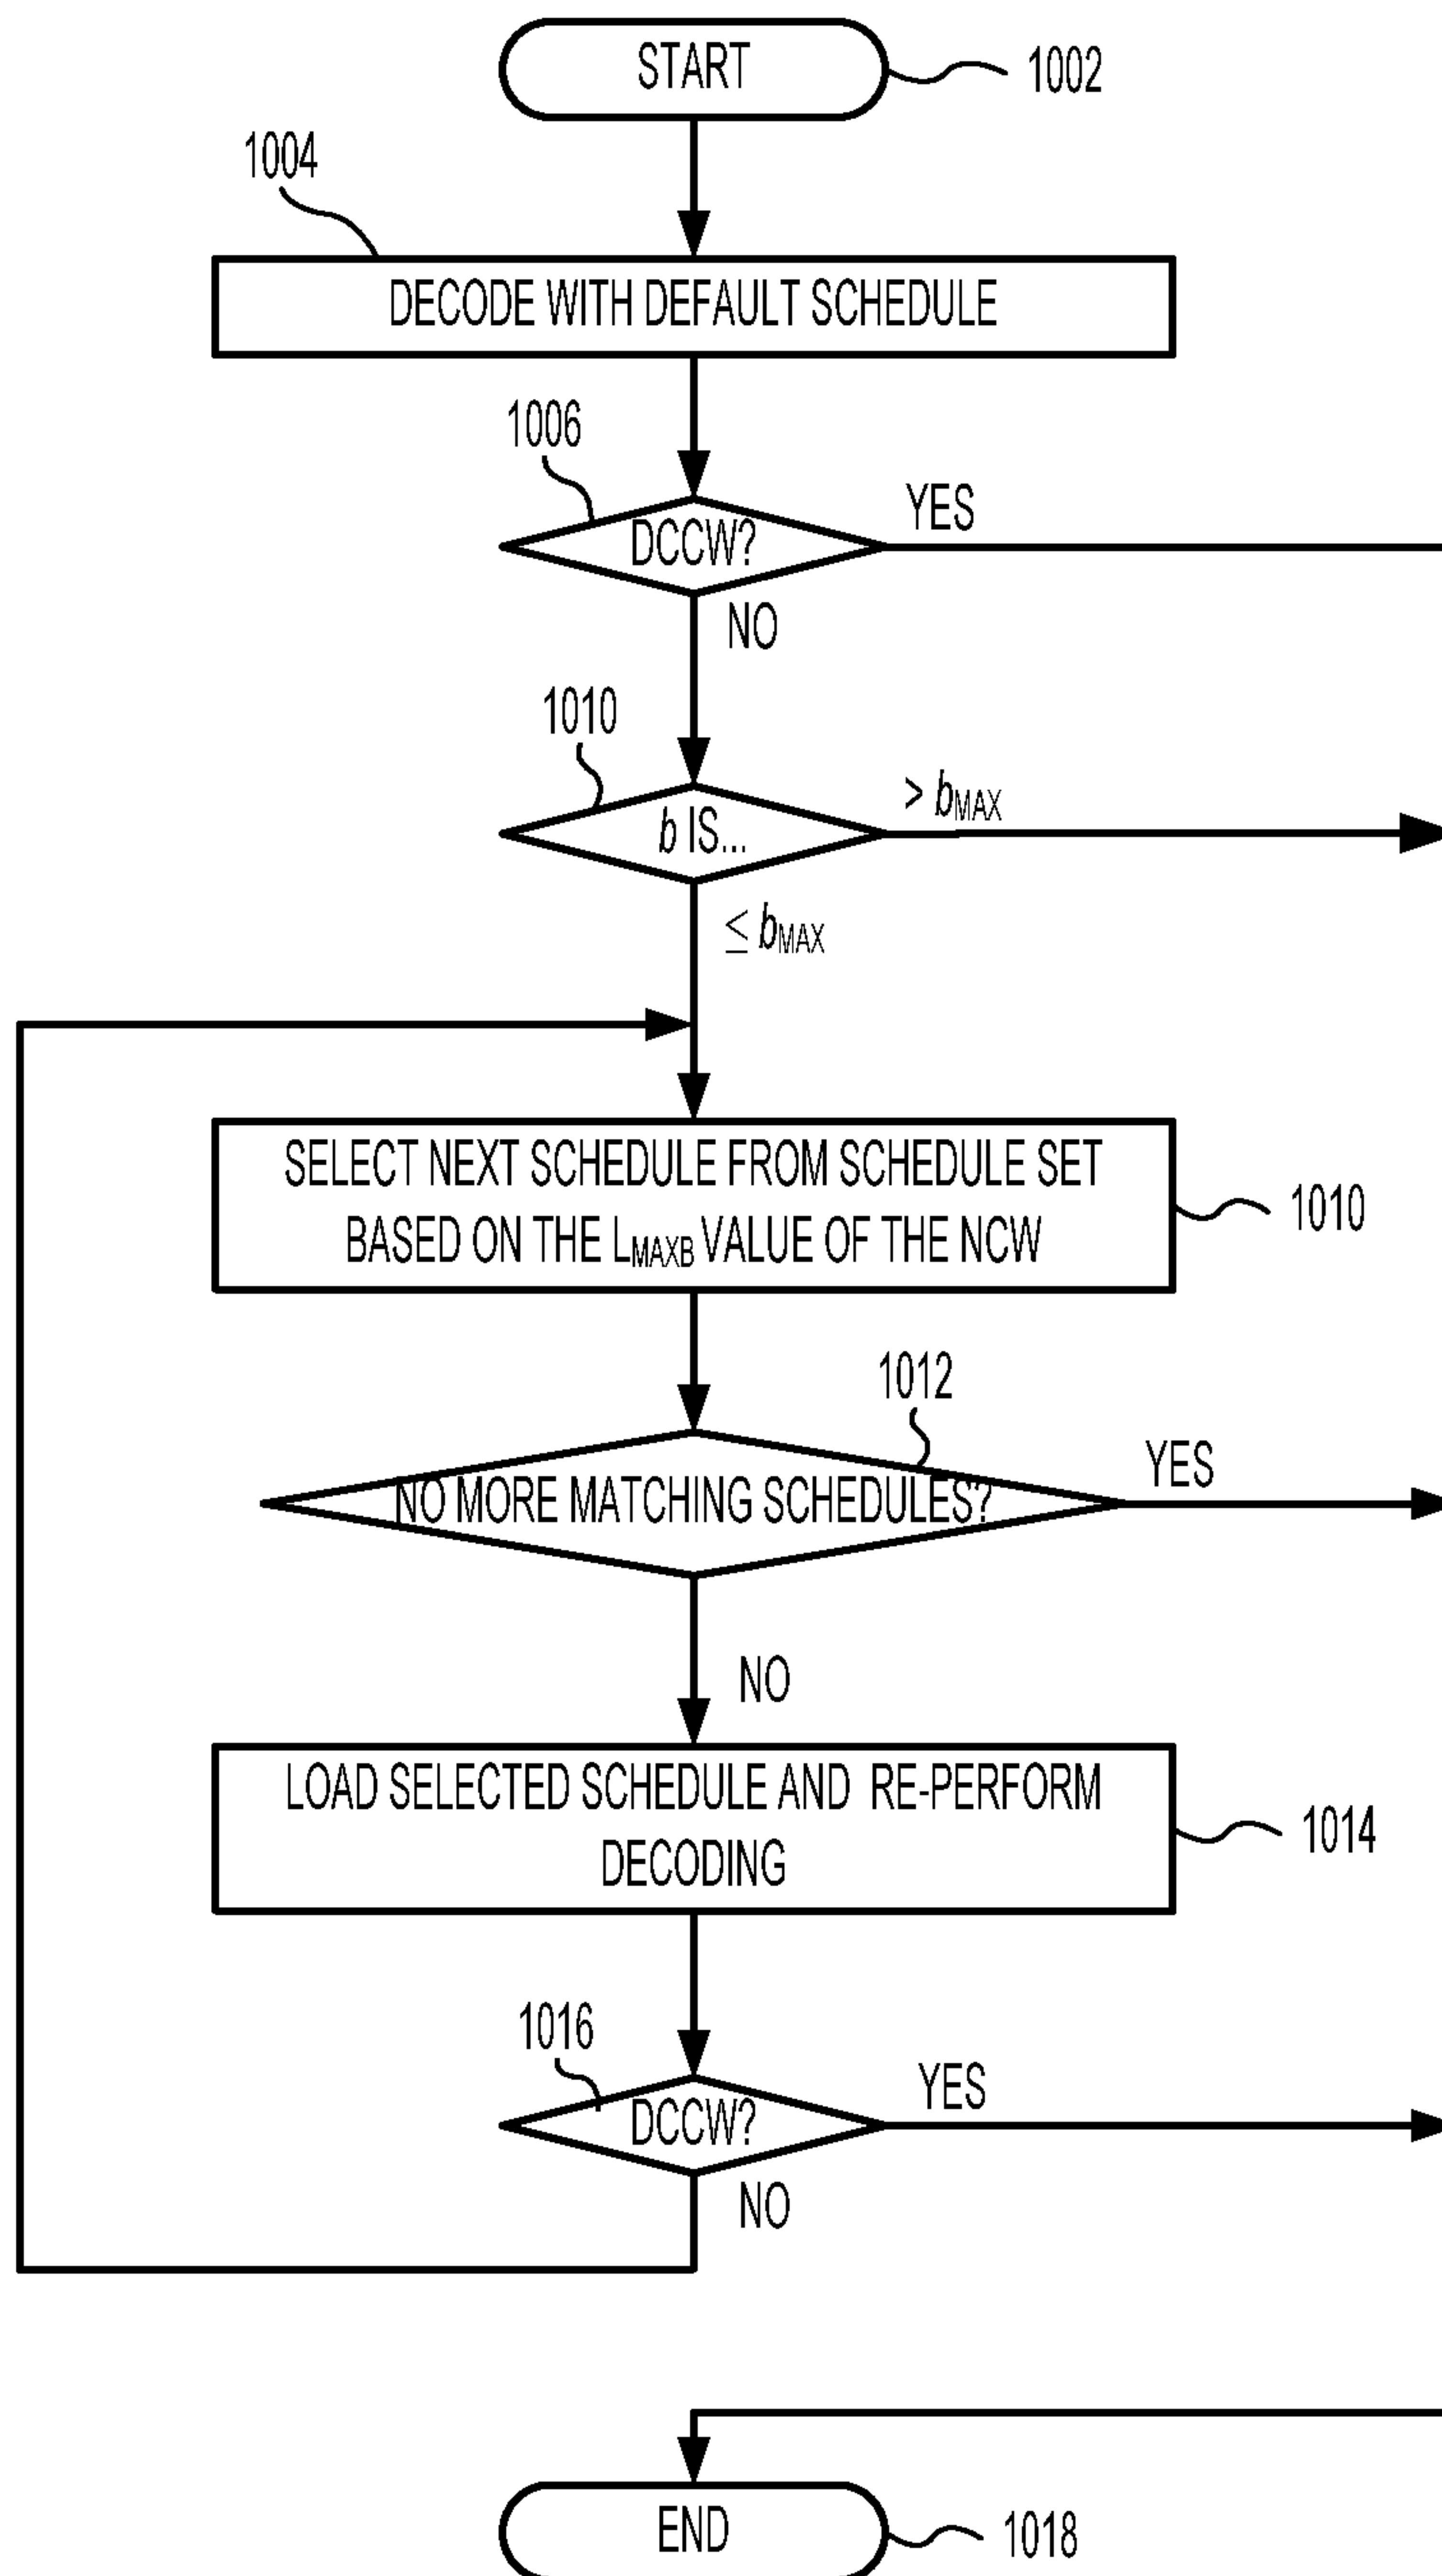 START
1002
1004
DECODE WITH DEFAULT SCHEDULE
1006
DCCW?
YES
NO
1010
b IS...
> bMAX
≤ bMAX
SELECT NEXT SCHEDULE FROM SCHEDULE SET
BASED ON THE LMAXB VALUE OF THE NCW
1010
1012
NO MORE MATCHING SCHEDULES?
YES
NO
LOAD SELECTED SCHEDULE AND RE-PERFORM
DECODING
1014
1016
DCCW?
YES
NO
END
1018